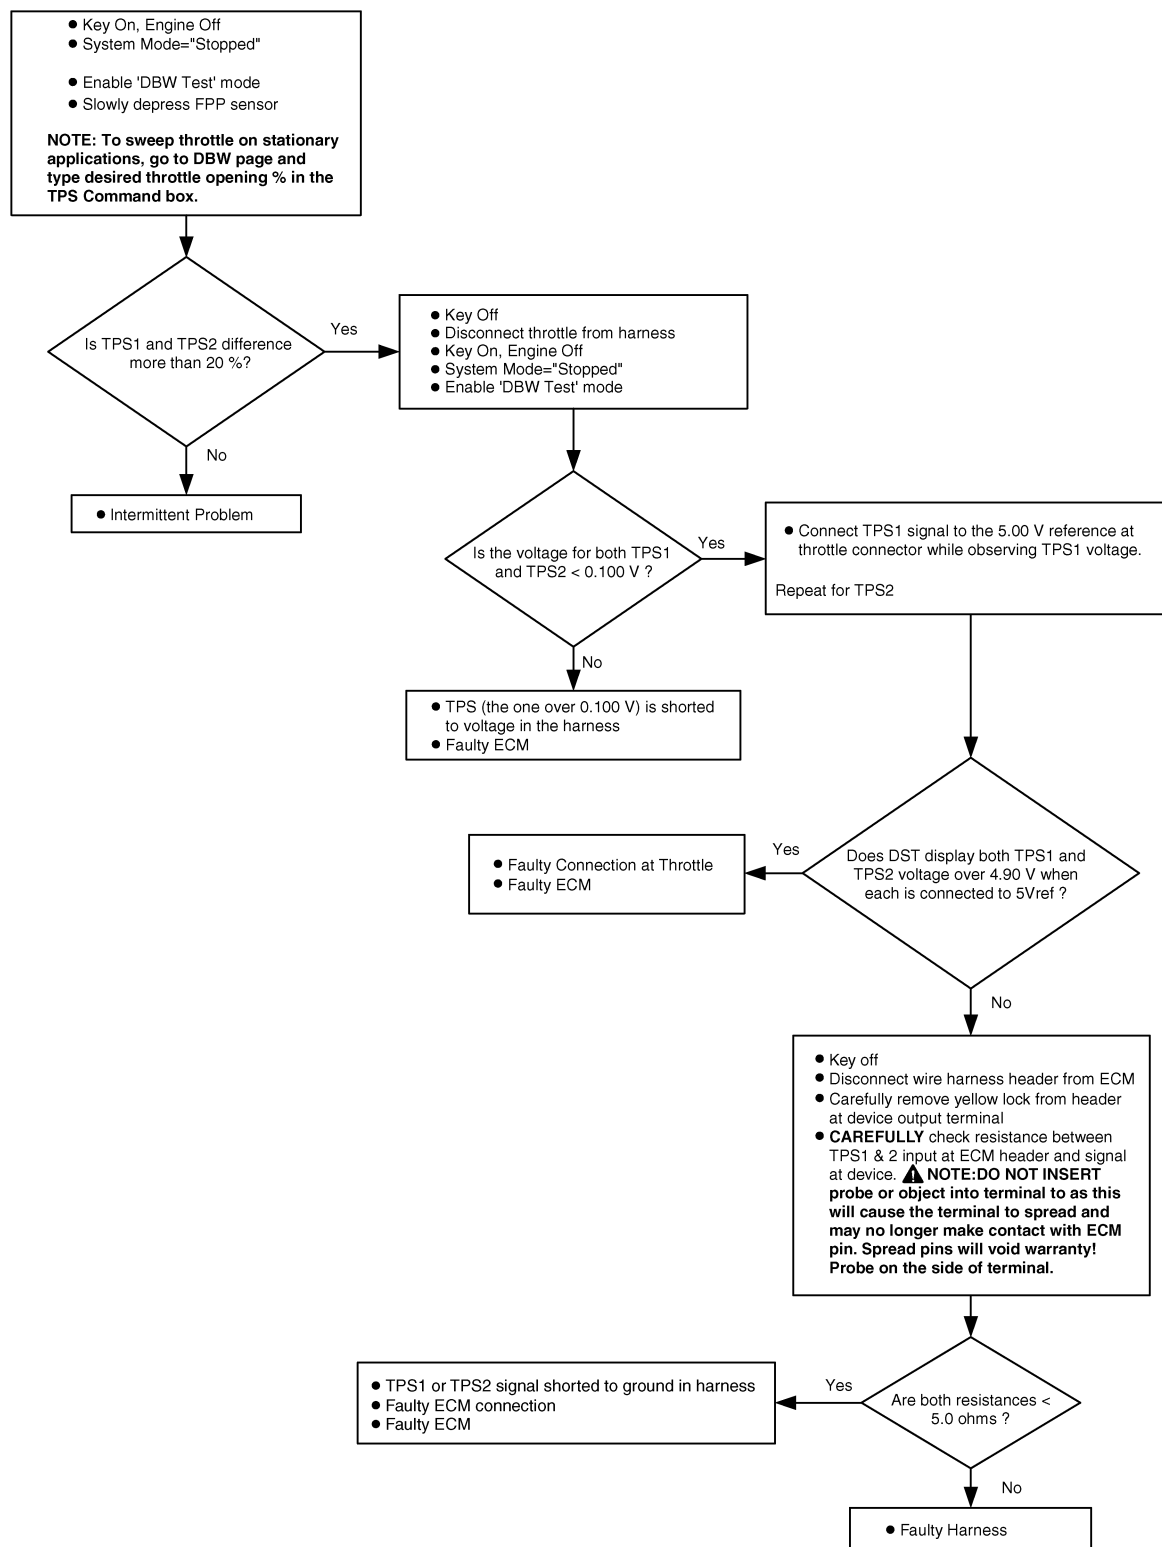 ● Key On, Engine Off
● System Mode="Stopped"
● Enable 'DBW Test' mode
● Slowly depress FPP sensor
NOTE: To sweep throttle on stationary
applications, go to DBW page and
type desired throttle opening % in the
TPS Command box.
Is TPS1 and TPS2 difference
more than 20 %?
Yes
No
● Intermittent Problem
● Key Off
● Disconnect throttle from harness
● Key On, Engine Off
● System Mode="Stopped"
● Enable 'DBW Test' mode
Is the voltage for both TPS1
and TPS2 < 0.100 V ?
Yes
No
● TPS (the one over 0.100 V) is shorted
to voltage in the harness
● Faulty ECM
● Connect TPS1 signal to the 5.00 V reference at
throttle connector while observing TPS1 voltage.
Repeat for TPS2
Does DST display both TPS1 and
TPS2 voltage over 4.90 V when
each is connected to 5Vref ?
Yes
● Faulty Connection at Throttle
● Faulty ECM
No
● Key off
● Disconnect wire harness header from ECM
● Carefully remove yellow lock from header
at device output terminal
● CAREFULLY check resistance between
TPS1 & 2 input at ECM header and signal
at device. NOTE:DO NOT INSERT
probe or object into terminal to as this
will cause the terminal to spread and
may no longer make contact with ECM
pin. Spread pins will void warranty!
Probe on the side of terminal.
Are both resistances <
5.0 ohms ?
Yes
● TPS1 or TPS2 signal shorted to ground in harness
● Faulty ECM connection
● Faulty ECM
No
● Faulty Harness